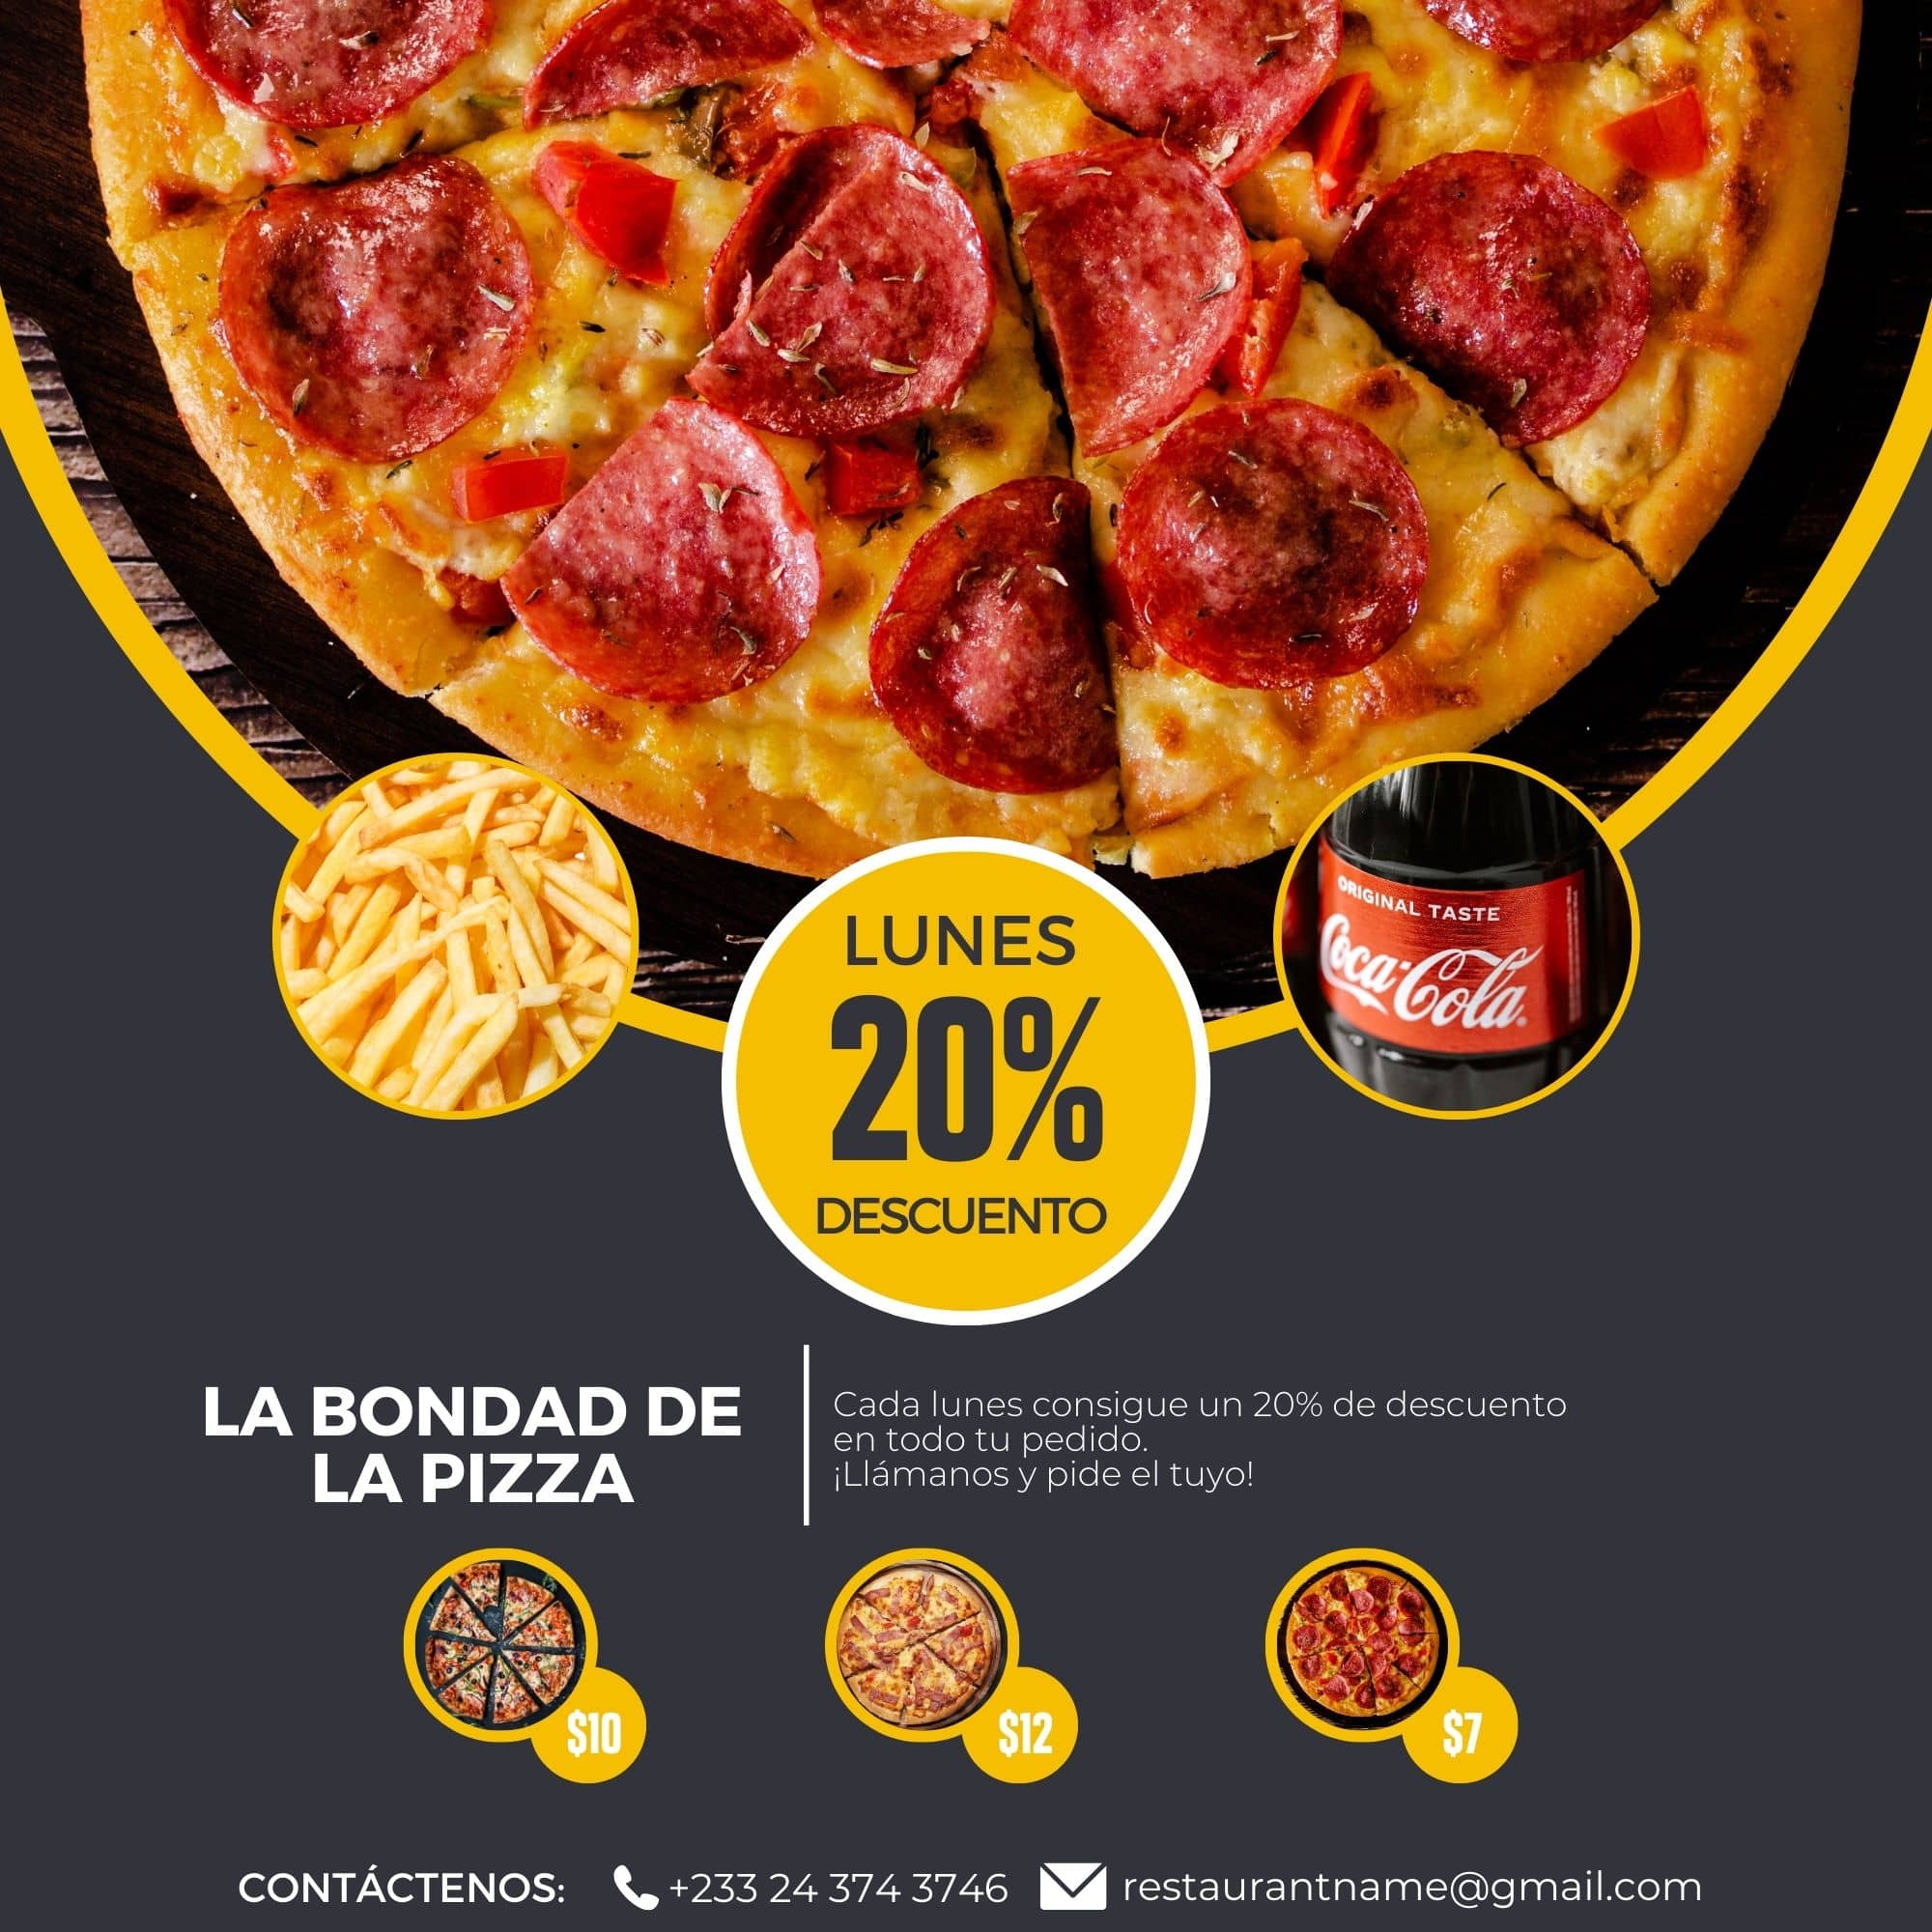 ORIGINAL TASTE
Coca-Cola
LUNES
20%
DESCUENTO
LA BONDAD DE
LA PIZZA
Cada lunes consigue un 20% de descuento
en todo tu pedido.
¡Llámanos y pide el tuyo!
$10
$12
$7
CONTÁCTENOS: +233 24 374 3746 restaurantname@gmail.com